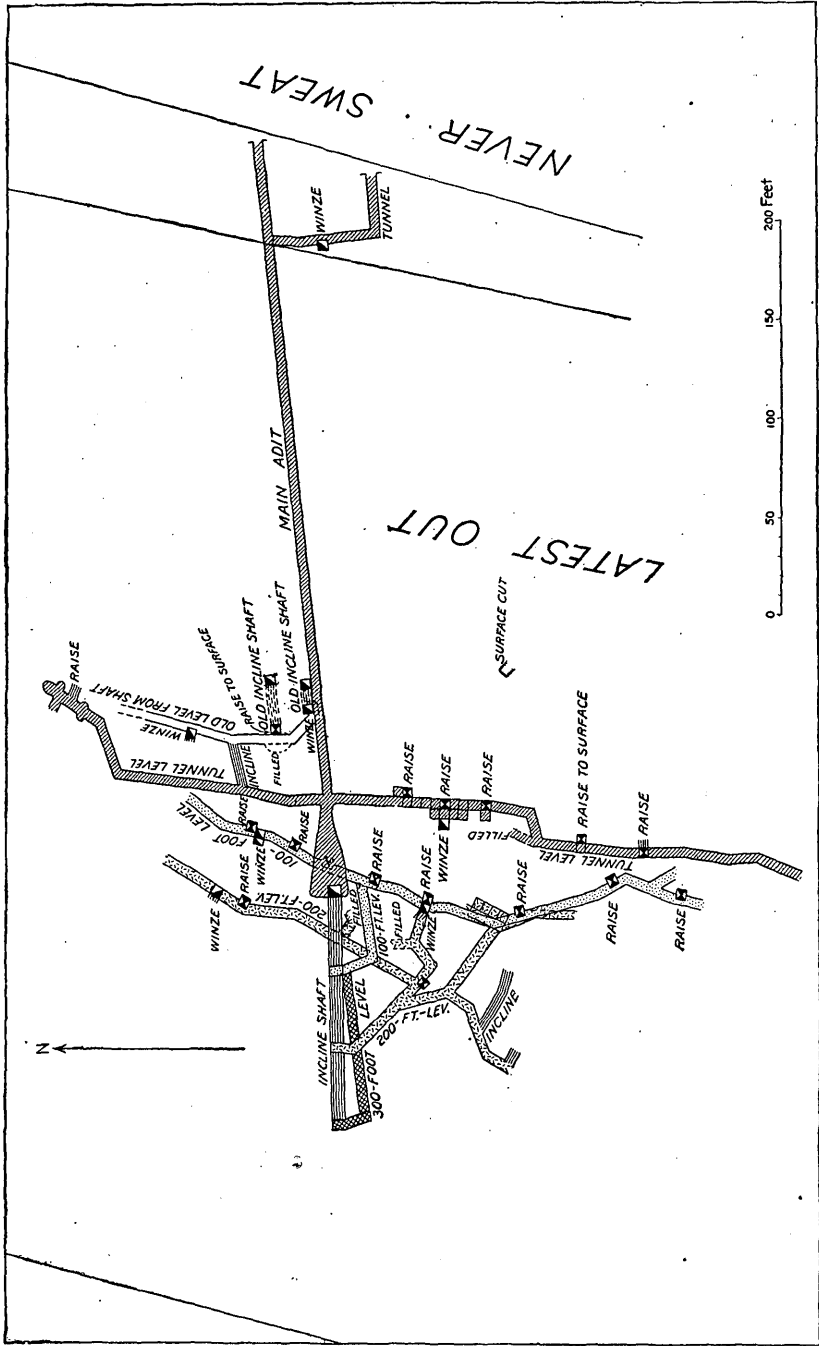 NEVER SWEAT
WINZE
TUNNEL
MAIN ADIT
200 Feet
150
100
50
0
LATEST OUT
SURFACE CUT
RAISE
OLD LEVEL FROM SHAFT
RAISE TO SURFACE
OLD INCLINE SHAFT
OLD INCLINE SHAFT
WINZE
WINZE
INCLINE
FILLED
TUNNEL LEVEL
RAISE
RAISE
RAISE
WINZE
RAISE TO SURFACE
FILLED
TUNNEL LEVEL
RAISE
100-FOOT LEVEL
RAISE
WINZE
RAISE
RAISE
RAISE
WINZE
RAISE
RAISE
RAISE
200-FT.LEV.
WINZE
RAISE
FILLED
100-FT.LEV.
FILLED
INCLINE SHAFT
300-FOOT LEVEL
200-FT.-LEV.
INCLINE
N